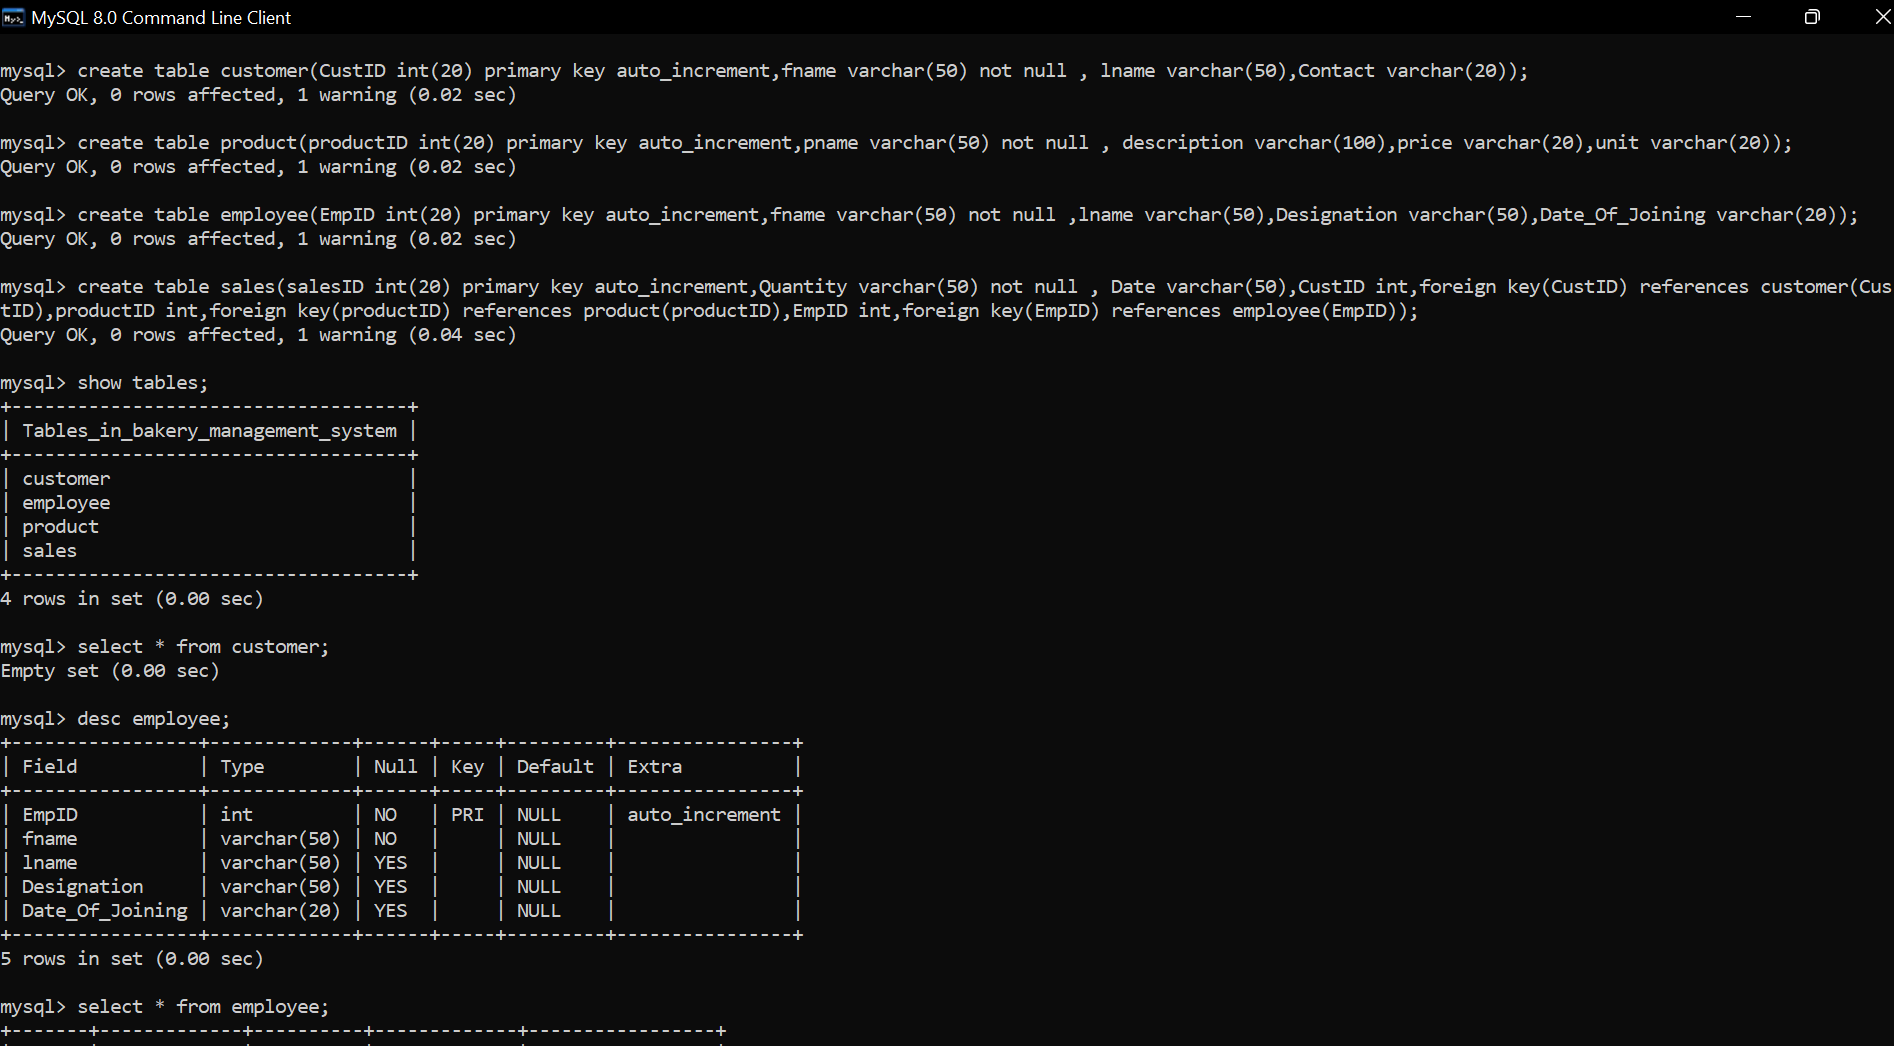 MySQL 8.0 Command Line Client
mysql> create table customer(CustID int(20) primary key auto_increment,fname varchar(50) not null , lname varchar(50),Contact varchar(20));
Query OK, 0 rows affected, 1 warning (0.02 sec)
mysql> create table product(productID int(20) primary key auto_increment,pname varchar(50) not null , description varchar(100),price varchar(20),unit varchar(20));
Query OK, 0 rows affected, 1 warning (0.02 sec)
mysql> create table employee(EmpID int(20) primary key auto_increment,fname varchar(50) not null ,lname varchar(50),Designation varchar(50),Date_Of_Joining varchar(20));
Query OK, 0 rows affected, 1 warning (0.02 sec)
mysql> create table sales(salesID int(20) primary key auto_increment,Quantity varchar(50) not null , Date varchar(50),CustID int,foreign key(CustID) references customer(Cus
tID),productID int,foreign key(productID) references product(productID),EmpID int,foreign key(EmpID) references employee(EmpID));
Query OK, 0 rows affected, 1 warning (0.04 sec)
mysql> show tables;
+------------------------------------+
| Tables_in_bakery_management_system |
+------------------------------------+
| customer                           |
| employee                           |
| product                            |
| sales                              |
+------------------------------------+
4 rows in set (0.00 sec)
mysql> select * from customer;
Empty set (0.00 sec)
mysql> desc employee;
+-----------------+-------------+------+-----+---------+----------------+
| Field           | Type        | Null | Key | Default | Extra          |
+-----------------+-------------+------+-----+---------+----------------+
| EmpID           | int         | NO   | PRI | NULL    | auto_increment |
| fname           | varchar(50) | NO   |     | NULL    |                |
| lname           | varchar(50) | YES  |     | NULL    |                |
| Designation     | varchar(50) | YES  |     | NULL    |                |
| Date_Of_Joining | varchar(20) | YES  |     | NULL    |                |
+-----------------+-------------+------+-----+---------+----------------+
5 rows in set (0.00 sec)
mysql> select * from employee;
+-------+-------------+----------+-------------+-----------------+